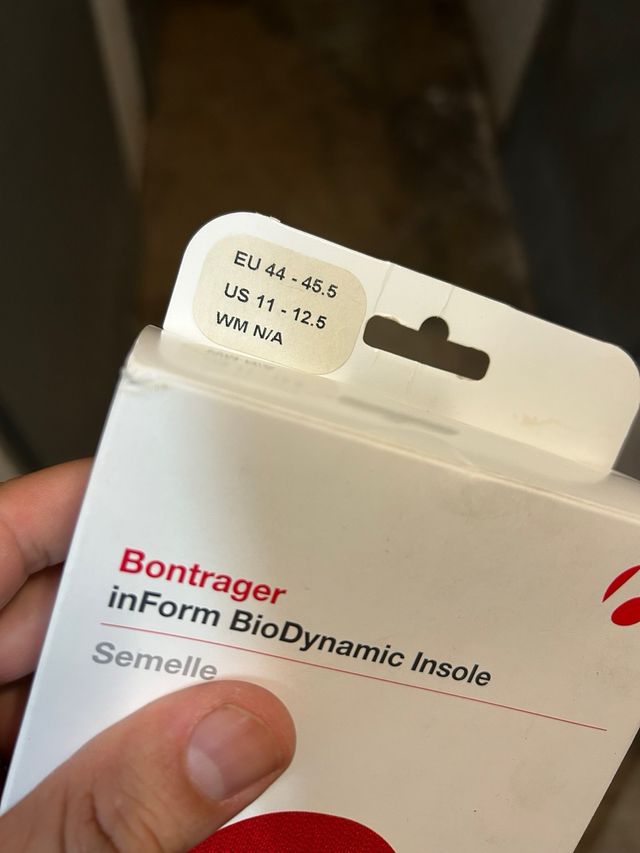 EU 44 - 45.5
US 11 - 12.5
WM N/A
Bontrager
inForm BioDynamic Insole
Semelle